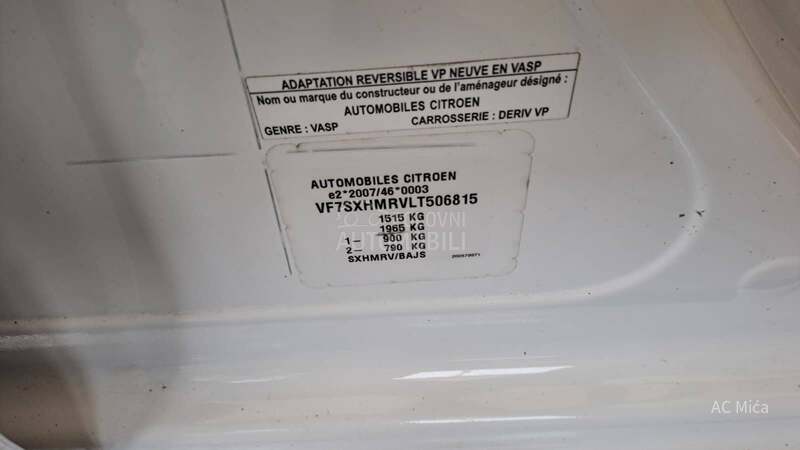 ADAPTATION REVERSIBLE VP NEUVE EN VASP
Nom ou marque du constructeur ou de l'aménageur désigné :
AUTOMOBILES CITROEN
GENRE : VASP CARROSSERIE : DERIV VP
AUTOMOBILES CITROEN
e2*2007/46*0003
VF7SXHMRVLT506815
1515 KG
1965 KG
1- 900 KG
2- 790 KG
SXHMRV/BAJS
AUTOMOBILI
AC Mića